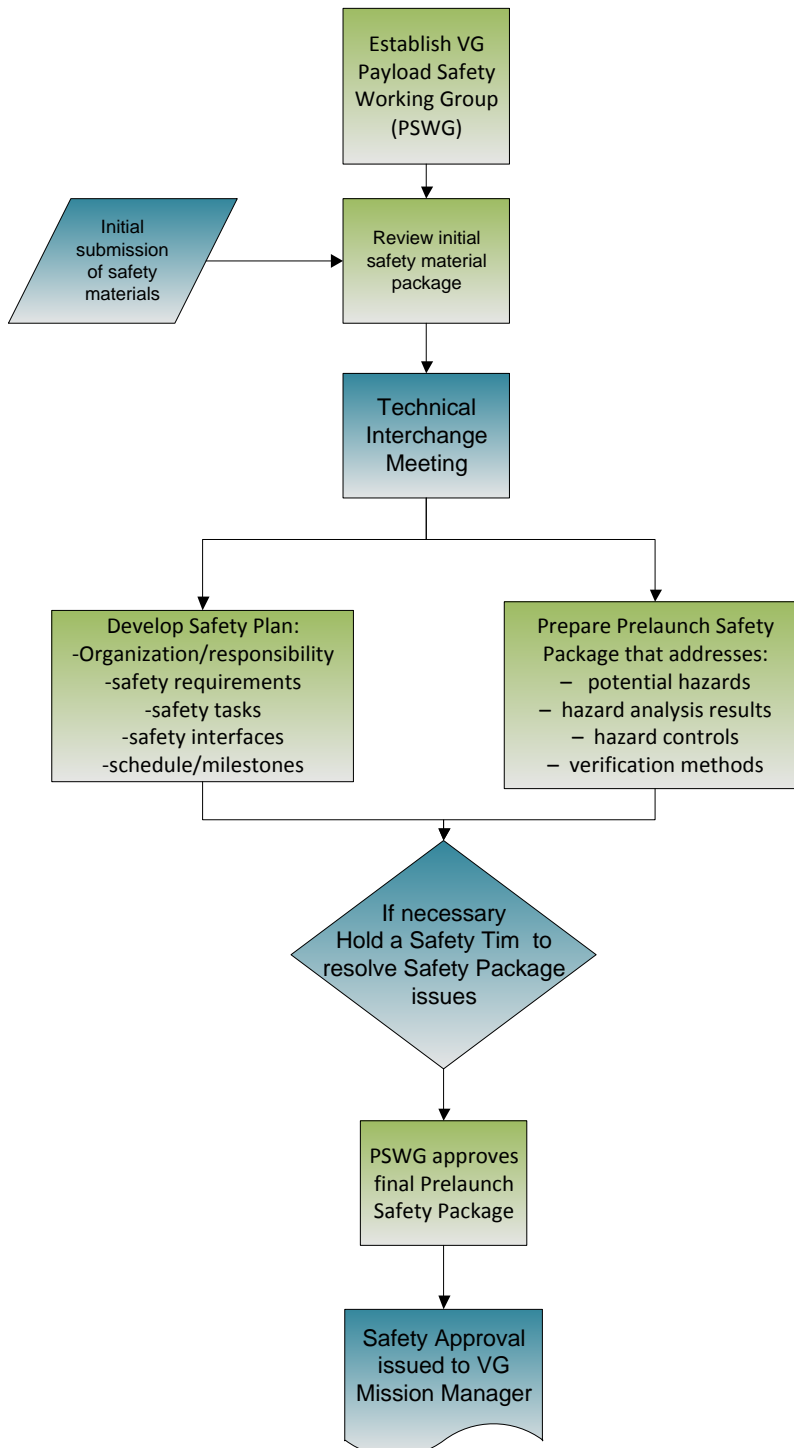 Establish VG
Payload Safety
Working Group
(PSWG)
Initial
submission
of safety
materials
Review initial
safety material
package
Technical
Interchange
Meeting
Develop Safety Plan:
-Organization/responsibility
-safety requirements
-safety tasks
-safety interfaces
-schedule/milestones
Prepare Prelaunch Safety
Package that addresses:
– potential hazards
– hazard analysis results
– hazard controls
– verification methods
If necessary
Hold a Safety Tim to
resolve Safety Package
issues
PSWG approves
final Prelaunch
Safety Package
Safety Approval
issued to VG
Mission Manager